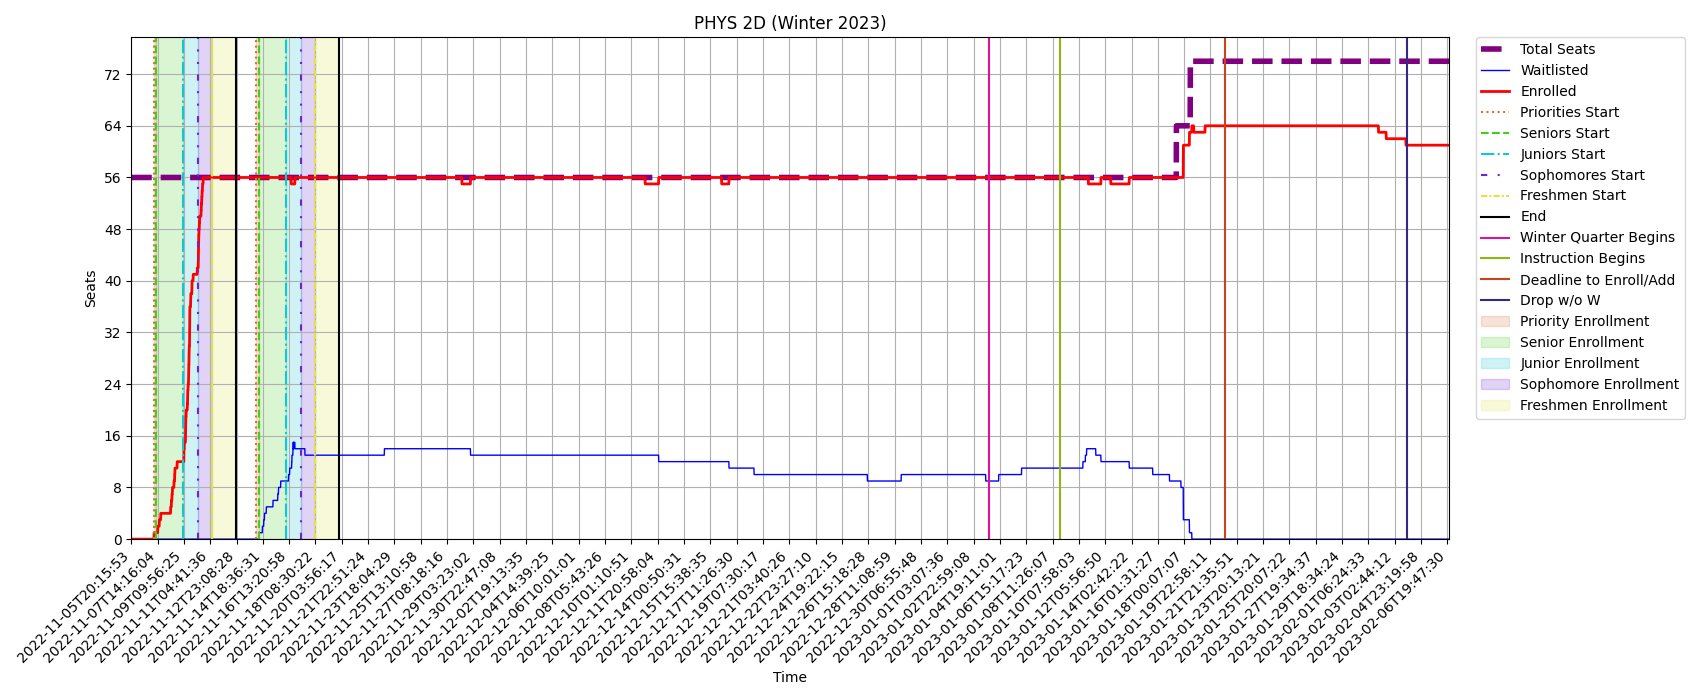 PHYS 2D (Winter 2023)
Seats
72
64
56
48
40
32
24
16
8
0
2022-11-05T20:15:53
2022-11-07T14:16:04
2022-11-09T09:56:25
2022-11-11T04:41:36
2022-11-12T23:08:28
2022-11-14T18:36:31
2022-11-16T13:20:58
2022-11-18T08:30:22
2022-11-20T03:56:17
2022-11-21T22:51:24
2022-11-23T18:04:29
2022-11-25T13:10:58
2022-11-27T08:18:16
2022-11-29T03:23:02
2022-11-30T22:47:08
2022-12-02T19:13:35
2022-12-04T14:39:25
2022-12-06T10:01:01
2022-12-08T05:43:26
2022-12-10T01:10:51
2022-12-11T20:58:04
2022-12-14T00:50:31
2022-12-15T15:38:35
2022-12-17T11:26:30
2022-12-19T07:30:17
2022-12-21T03:40:26
2022-12-22T23:27:10
2022-12-24T19:22:15
2022-12-26T15:18:28
2022-12-28T11:08:59
2022-12-30T06:55:48
2023-01-01T03:07:36
2023-01-02T22:59:08
2023-01-04T19:11:01
2023-01-06T15:17:23
2023-01-08T11:26:07
2023-01-10T07:58:03
2023-01-12T05:56:50
2023-01-14T02:42:22
2023-01-16T01:31:27
2023-01-18T00:07:07
2023-01-19T22:58:11
2023-01-21T21:35:51
2023-01-23T20:13:21
2023-01-25T20:07:22
2023-01-27T19:34:37
2023-01-29T18:34:24
2023-02-01T06:24:33
2023-02-03T02:44:12
2023-02-04T23:19:58
2023-02-06T19:47:30
Time
Total Seats
Waitlisted
Enrolled
Priorities Start
Seniors Start
Juniors Start
Sophomores Start
Freshmen Start
End
Winter Quarter Begins
Instruction Begins
Deadline to Enroll/Add
Drop w/o W
Priority Enrollment
Senior Enrollment
Junior Enrollment
Sophomore Enrollment
Freshmen Enrollment